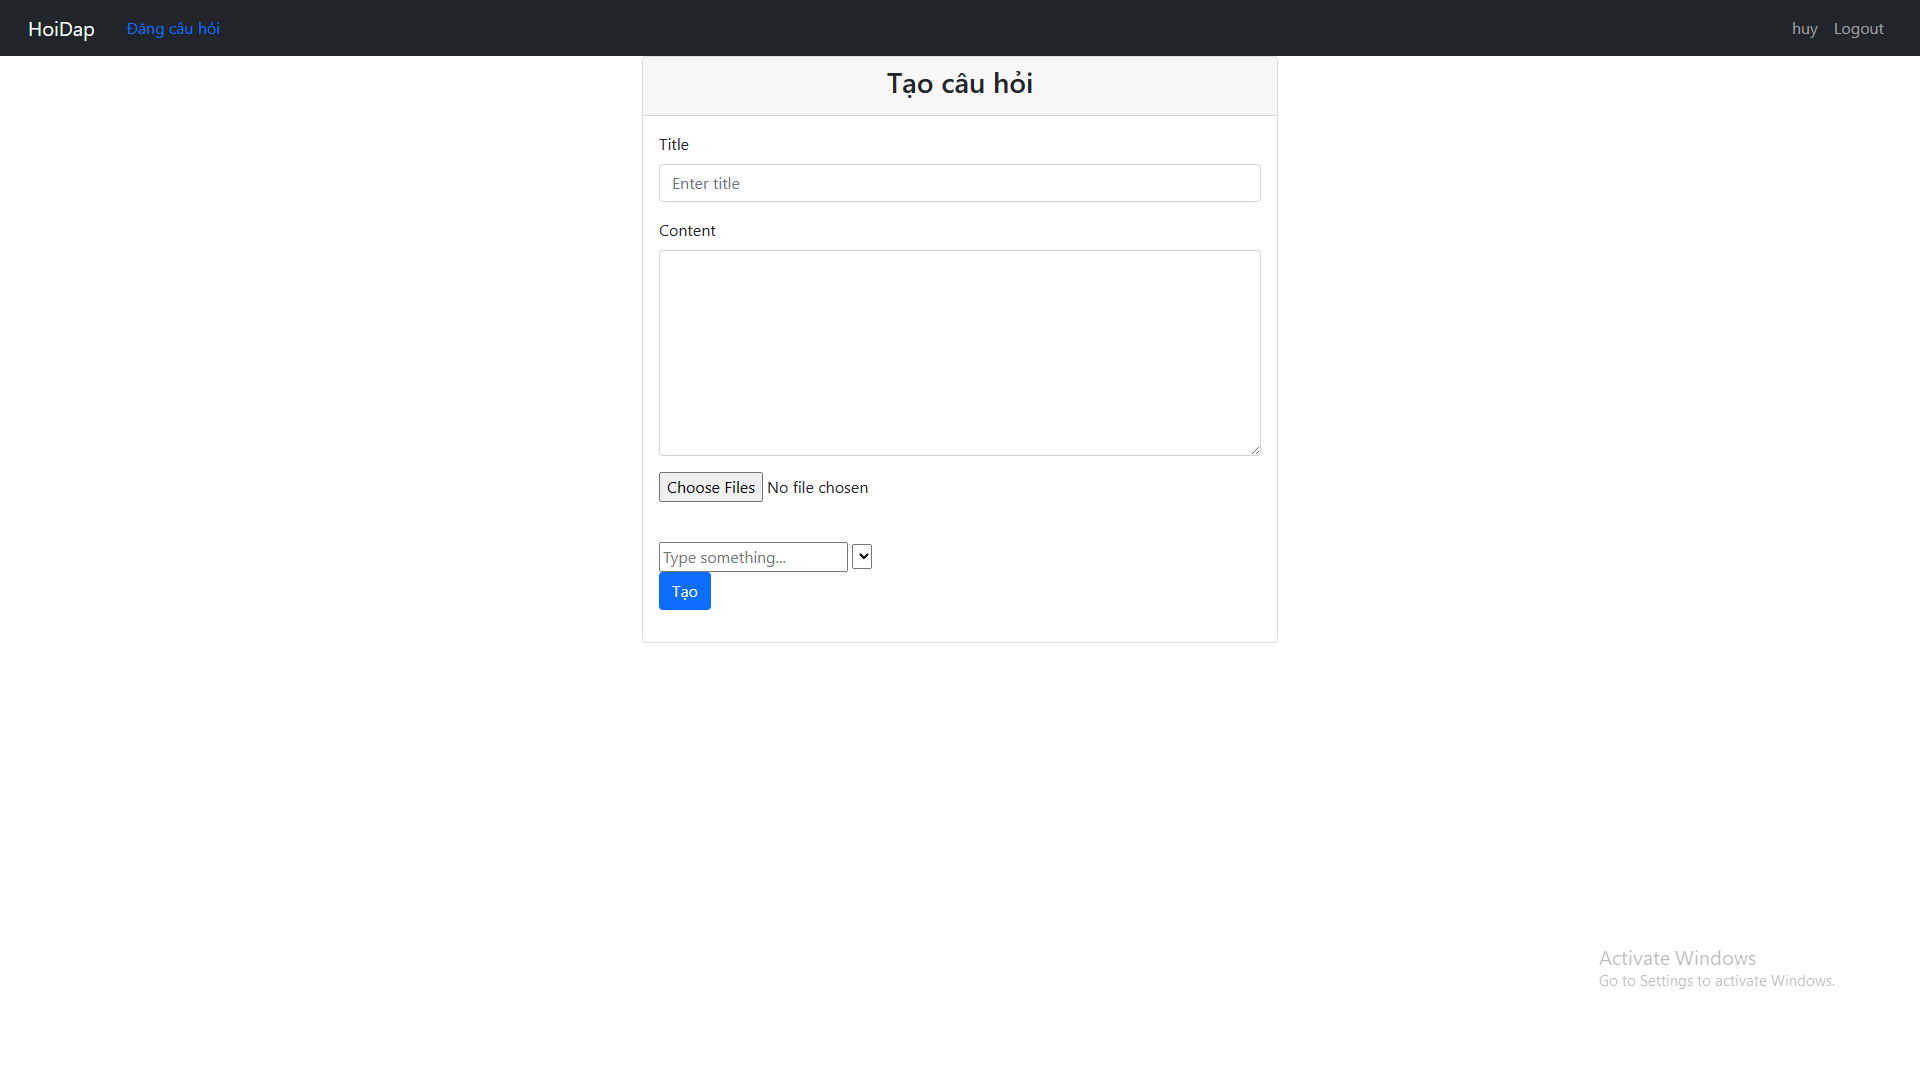 HoiDap Đăng câu hỏi huy Logout
Tạo câu hỏi
Title
Enter title
Content
Choose Files No file chosen
Type something...
Tạo
Activate Windows
Go to Settings to activate Windows.